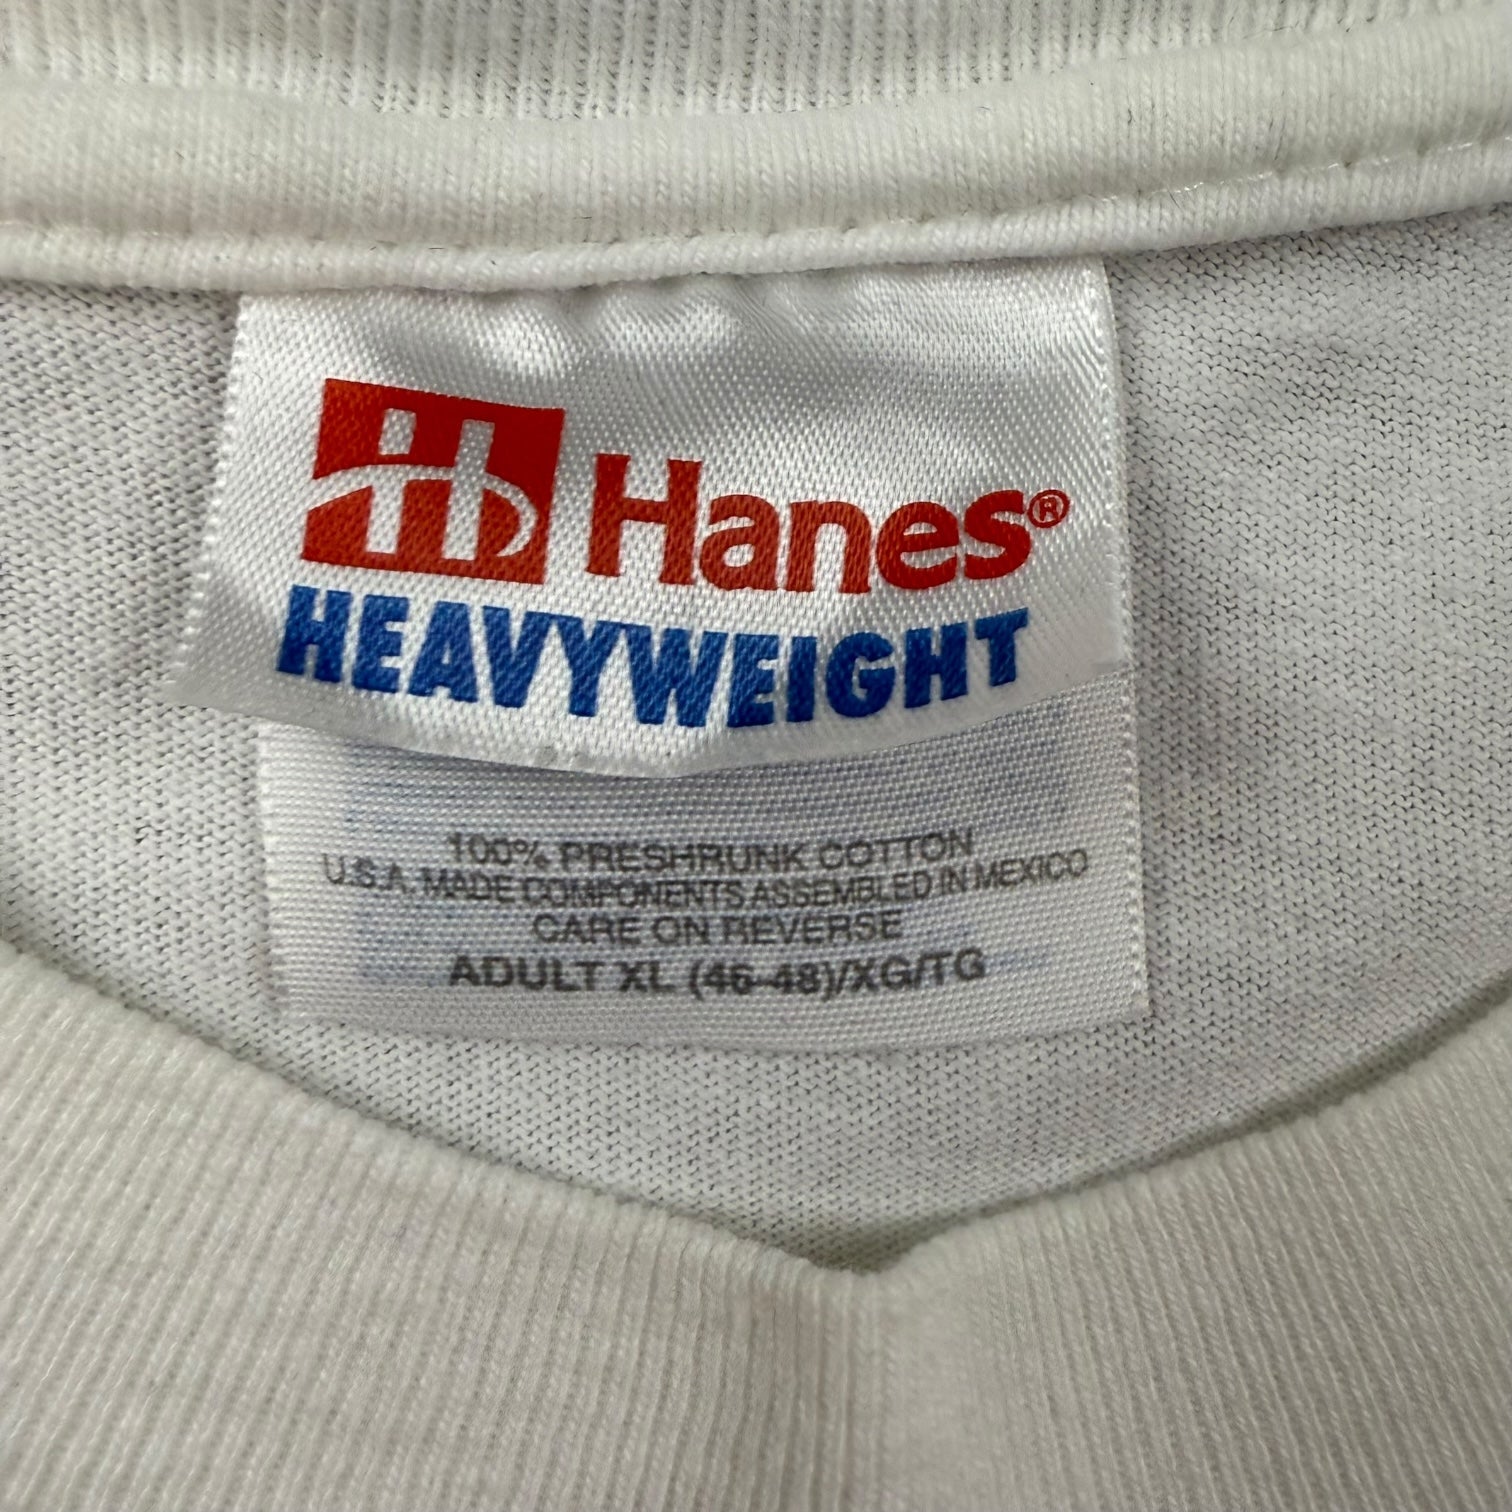 Hanes®
HEAVYWEIGHT
100% PRESHRUNK COTTON
U.S.A. MADE COMPONENTS ASSEMBLED IN MEXICO
CARE ON REVERSE
ADULT XL (46-48)/XG/TG